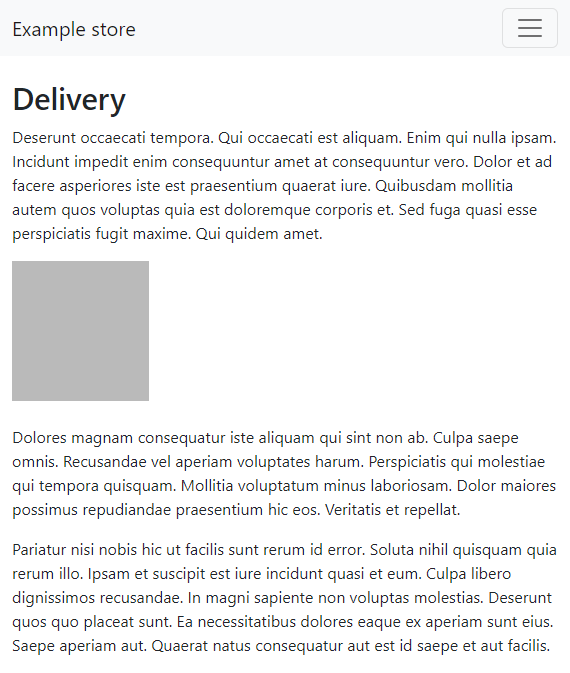 Example store
Delivery
Deserunt occaecati tempora. Qui occaecati est aliquam. Enim qui nulla ipsam.
Incidunt impedit enim consequuntur amet at consequuntur vero. Dolor et ad
facere asperiores iste est praesentium quaerat iure. Quibusdam mollitia
autem quos voluptas quia est doloremque corporis et. Sed fuga quasi esse
perspiciatis fugit maxime. Qui quidem amet.
Dolores magnam consequatur iste aliquam qui sint non ab. Culpa saepe
omnis. Recusandae vel aperiam voluptates harum. Perspiciatis qui molestiae
qui tempora quisquam. Mollitia voluptatum minus laboriosam. Dolor maiores
possimus repudiandae praesentium hic eos. Veritatis et repellat.
Pariatur nisi nobis hic ut facilis sunt rerum id error. Soluta nihil quisquam quia
rerum illo. Ipsam et suscipit est iure incidunt quasi et eum. Culpa libero
dignissimos recusandae. In magni sapiente non voluptas molestias. Deserunt
quos quo placeat sunt. Ea necessitatibus dolores eaque ex aperiam sunt eius.
Saepe aperiam aut. Quaerat natus consequatur aut est id saepe et aut facilis.